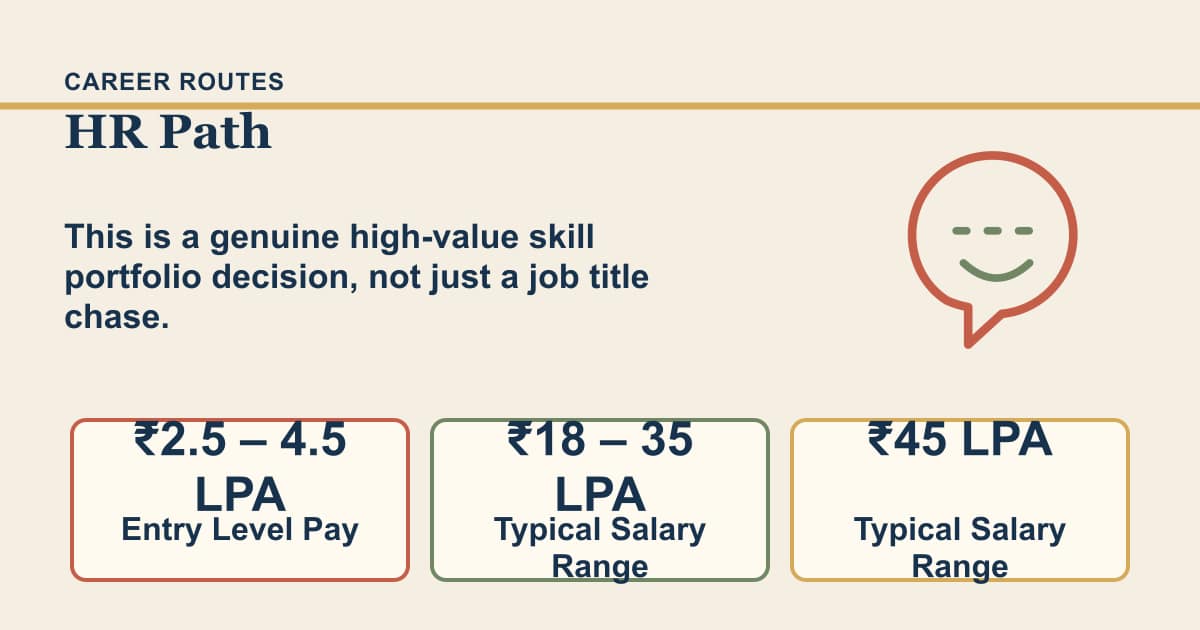 CAREER ROUTES
HR Path
This is a genuine high-value skill
portfolio decision, not just a job title
chase.
₹2.5 – 4.5
LPA
Entry Level Pay
₹18 – 35
LPA
Typical Salary
Range
₹45 LPA
Typical Salary
Range